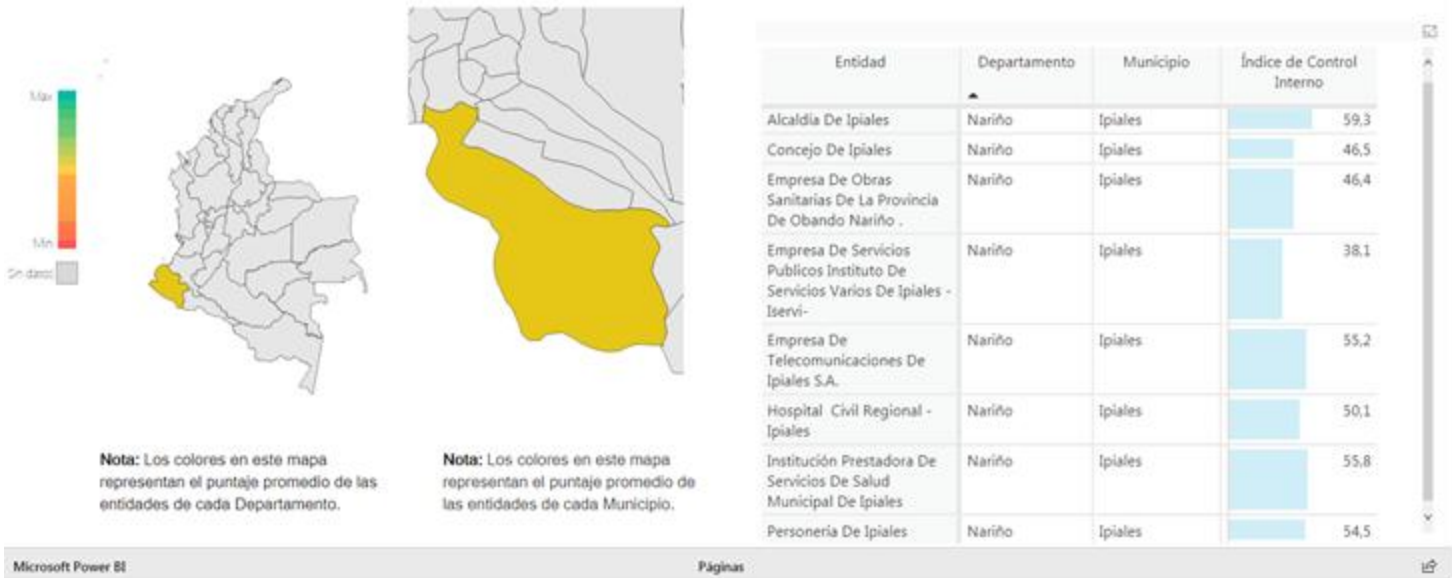 Max
Min
Sin datos
Nota: Los colores en este mapa
representan el puntaje promedio de las
entidades de cada Departamento.
Nota: Los colores en este mapa
representan el puntaje promedio de
las entidades de cada Municipio.
Entidad Departamento Municipio Índice de Control
Interno
Alcaldía De Ipiales Nariño Ipiales 59,3
Concejo De Ipiales Nariño Ipiales 46,5
Empresa De Obras Nariño Ipiales 46,4
Sanitarias De La Provincia
De Obando Nariño .
Empresa De Servicios Nariño Ipiales 38,1
Publicos Instituto De
Servicios Varios De Ipiales -
Iservi-
Empresa De Nariño Ipiales 55,2
Telecomunicaciones De
Ipiales S.A.
Hospital Civil Regional - Nariño Ipiales 50,1
Ipiales
Institución Prestadora De Nariño Ipiales 55,8
Servicios De Salud
Municipal De Ipiales
Personería De Ipiales Nariño Ipiales 54,5
Microsoft Power BI Páginas